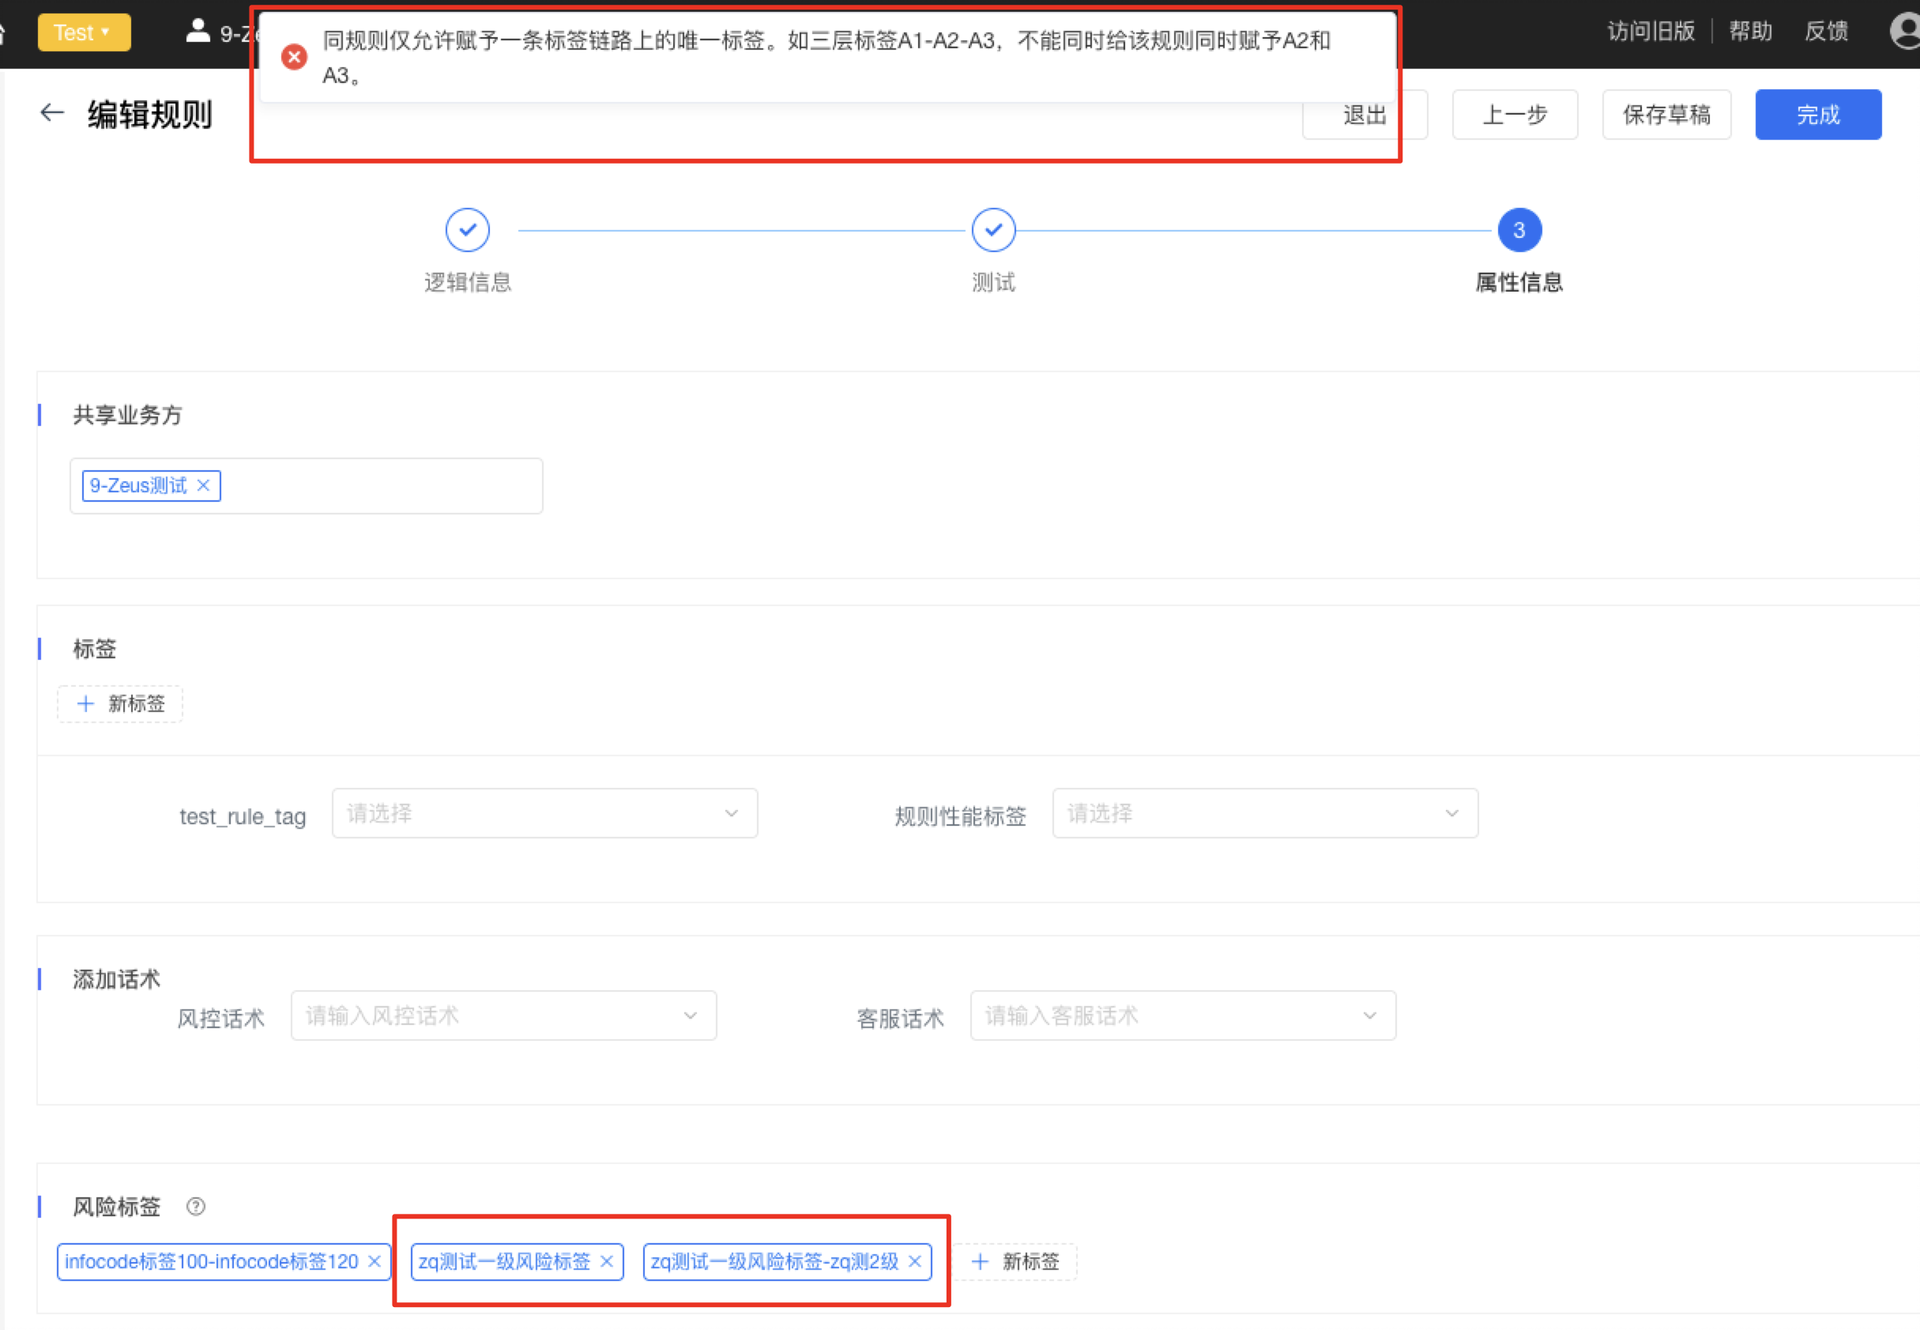 Test
9-Ze
同规则仅允许赋予一条标签链路上的唯一标签。如三层标签A1-A2-A3，不能同时给该规则同时赋予A2和
A3。
访问旧版 帮助 反馈
编辑规则
退出 上一步 保存草稿 完成
3
逻辑信息 测试 属性信息
共享业务方
9-Zeus测试 ×
标签
+ 新标签
test_rule_tag 请选择 规则性能标签 请选择
添加话术
风控话术 请输入风控话术 客服话术 请输入客服话术
风险标签 ?
infocode标签100-infocode标签120 × zq测试一级风险标签 × zq测试一级风险标签-zq测2级 × + 新标签